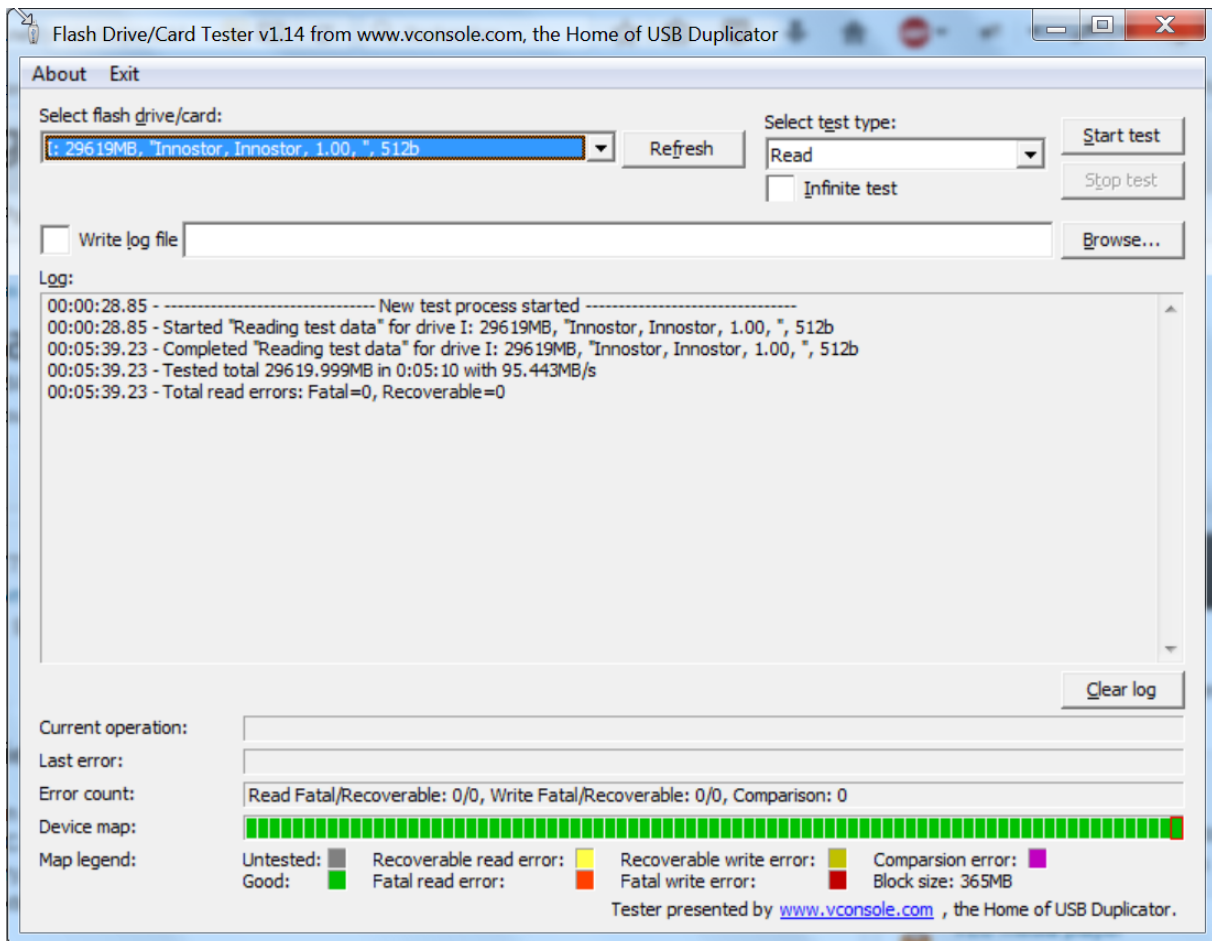 Flash Drive/Card Tester v1.14 from www.vconsole.com, the Home of USB Duplicator
About Exit
Select flash drive/card:
I: 29619MB, "Innostor, Innostor, 1.00, ", 512b
Refresh
Select test type:
Read
Infinite test
Start test
Stop test
Write log file
Browse...
Log:
00:00:28.85 - -------------------------------- New test process started --------------------------------
00:00:28.85 - Started "Reading test data" for drive I: 29619MB, "Innostor, Innostor, 1.00, ", 512b
00:05:39.23 - Completed "Reading test data" for drive I: 29619MB, "Innostor, Innostor, 1.00, ", 512b
00:05:39.23 - Tested total 29619.999MB in 0:05:10 with 95.443MB/s
00:05:39.23 - Total read errors: Fatal=0, Recoverable=0
Clear log
Current operation:
Last error:
Error count: Read Fatal/Recoverable: 0/0, Write Fatal/Recoverable: 0/0, Comparison: 0
Device map:
Map legend: Untested: Recoverable read error: Recoverable write error: Comparsion error:
Good: Fatal read error: Fatal write error: Block size: 365MB
Tester presented by www.vconsole.com , the Home of USB Duplicator.